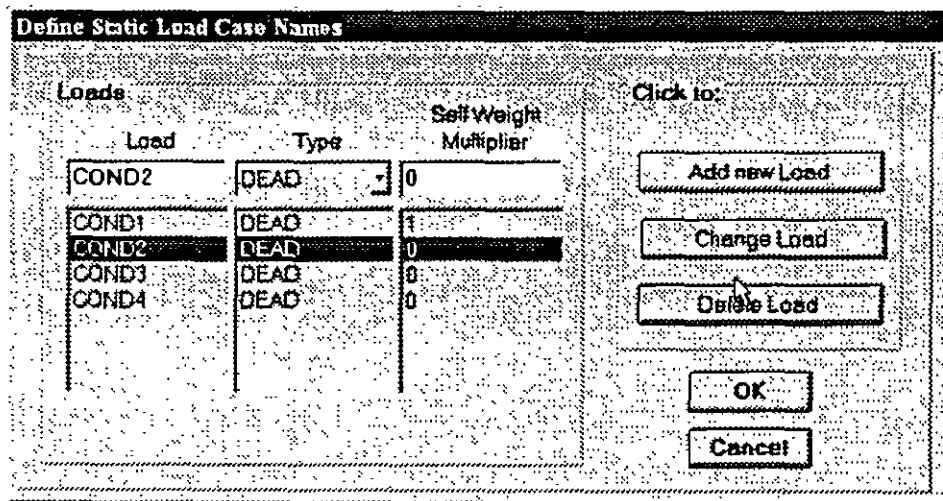 Define Static Load Case Names
Loads
Load Type Self Weight Multiplier
COND2 DEAD 0
COND1 DEAD 1
COND2 DEAD 0
COND3 DEAD 0
COND4 DEAD 0
Click to:
Add new Load
Change Load
Delete Load
OK
Cancel